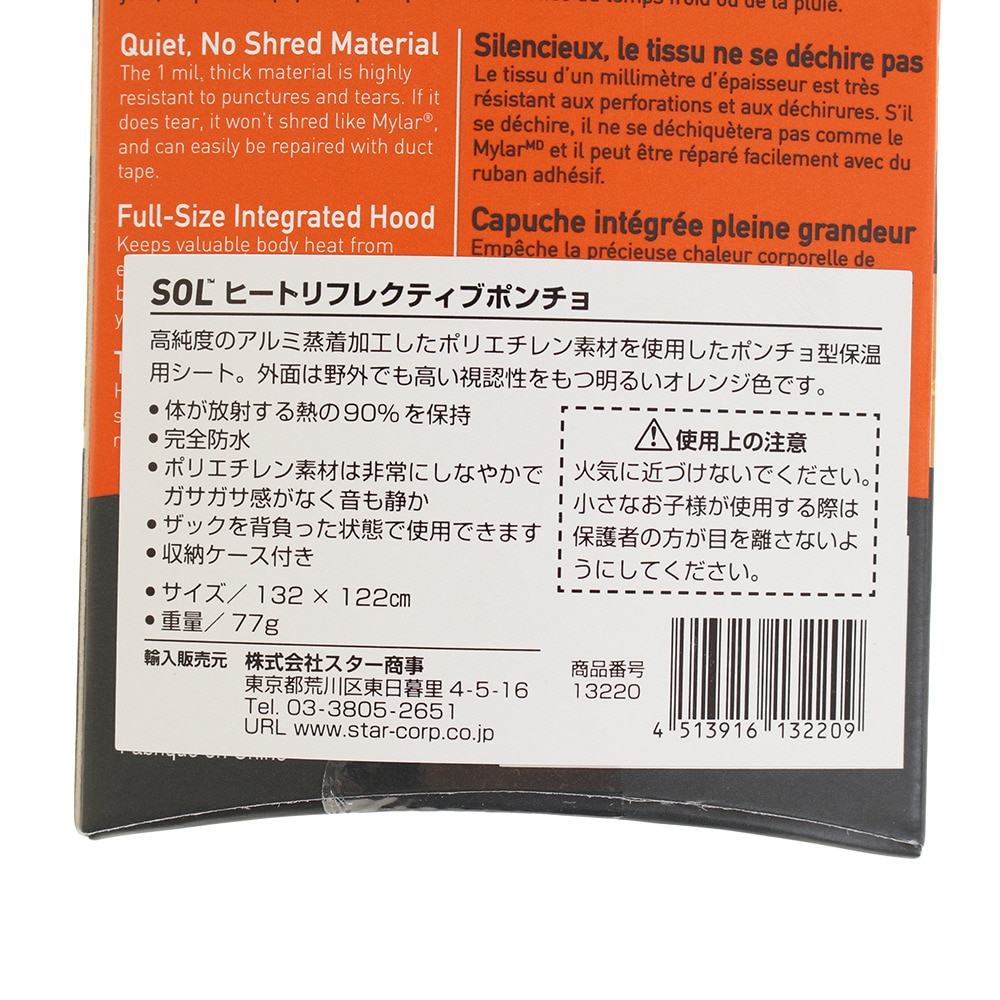 Quiet, No Shred Material
The 1 mil, thick material is highly
resistant to punctures and tears. If it
does tear, it won't shred like Mylar®,
and can easily be repaired with duct
tape.
Full-Size Integrated Hood
Keeps valuable body heat from
temps froid ou de la pluie.
Silencieux, le tissu ne se déchire pas
Le tissu d'un millimètre d'épaisseur est très
résistant aux perforations et aux déchirures. S'il
se déchire, il ne se déchiquètera pas comme le
Mylarᴹᴰ et il peut être réparé facilement avec du
ruban adhésif.
Capuche intégrée pleine grandeur
Empêche la précieuse chaleur corporelle de
SOL™ ヒートリフレクティブポンチョ
高純度のアルミ蒸着加工したポリエチレン素材を使用したポンチョ型保温
用シート。外面は野外でも高い視認性をもつ明るいオレンジ色です。
●体が放射する熱の90%を保持
●完全防水
●ポリエチレン素材は非常にしなやかで
ガサガサ感がなく音も静か
●ザックを背負った状態で使用できます
●収納ケース付き
●サイズ／132×122㎝
●重量／77g
⚠使用上の注意
火気に近づけないでください。
小さなお子様が使用する際は
保護者の方が目を離さないよ
うにしてください。
輸入販売元 株式会社スター商事
東京都荒川区東日暮里 4-5-16
Tel. 03-3805-2651
URL www.star-corp.co.jp
商品番号
13220
4 513916 132209